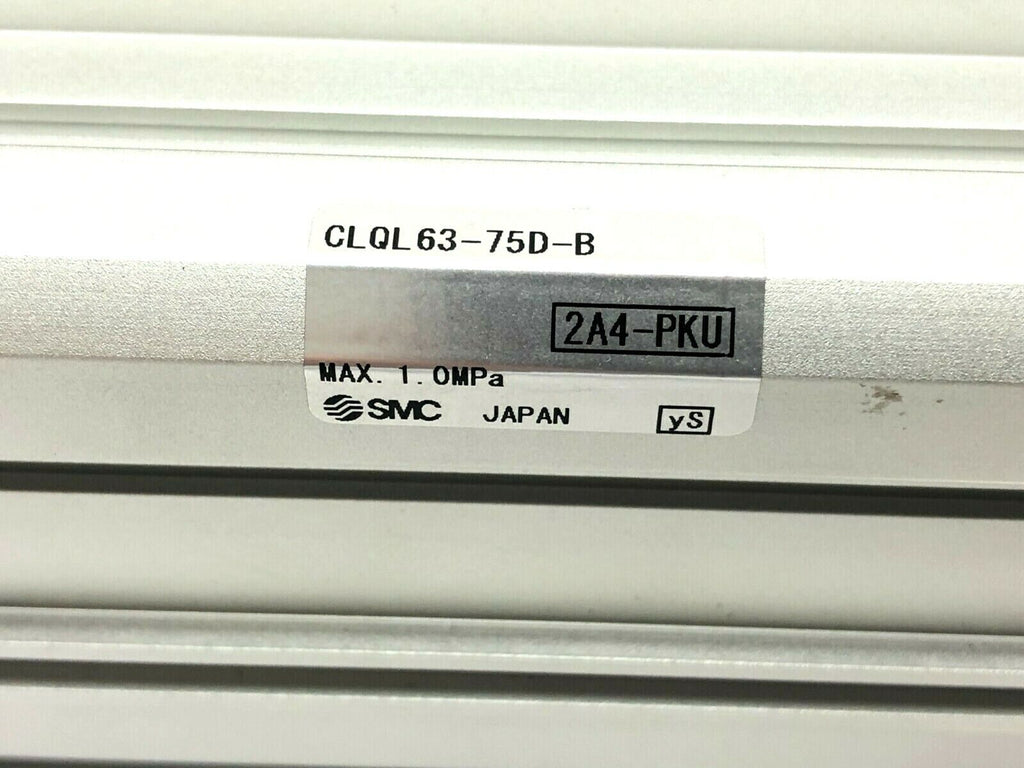 CLQL63-75D-B
2A4-PKU
MAX. 1.0MPa
SMC JAPAN yS